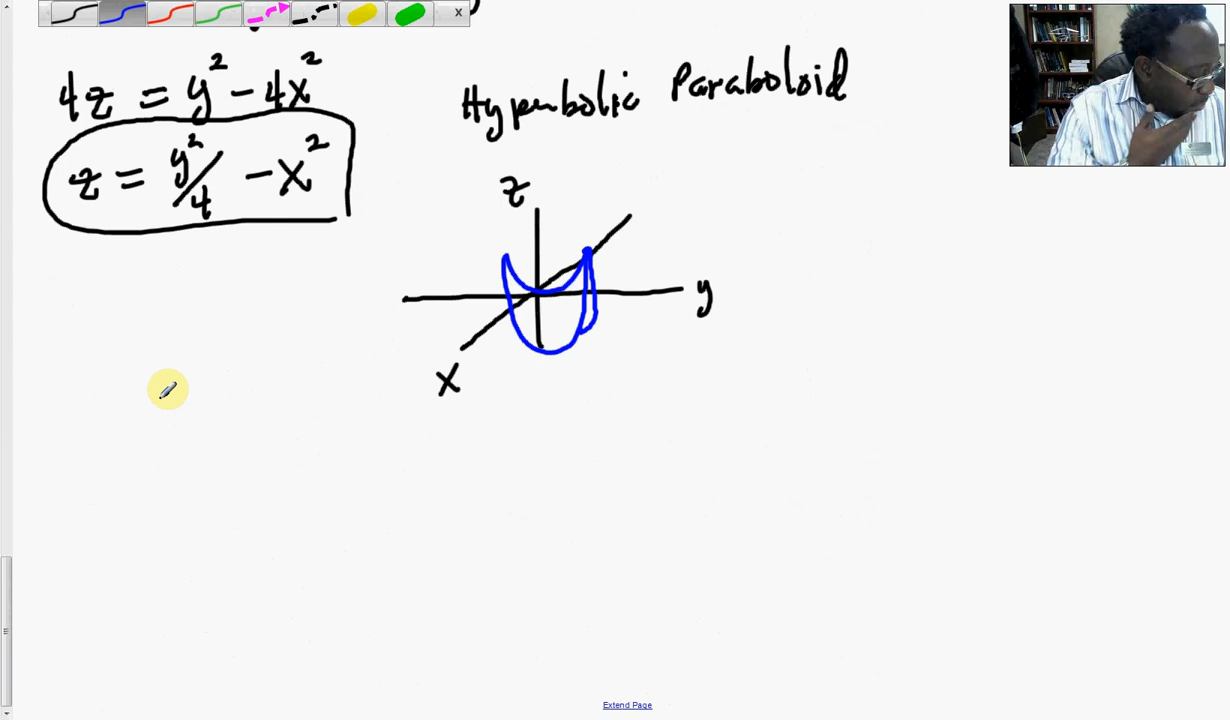 4z = y² - 4x²
Hyperbolic Paraboloid
z = y²/4 - x²
z
y
x
Extend Page